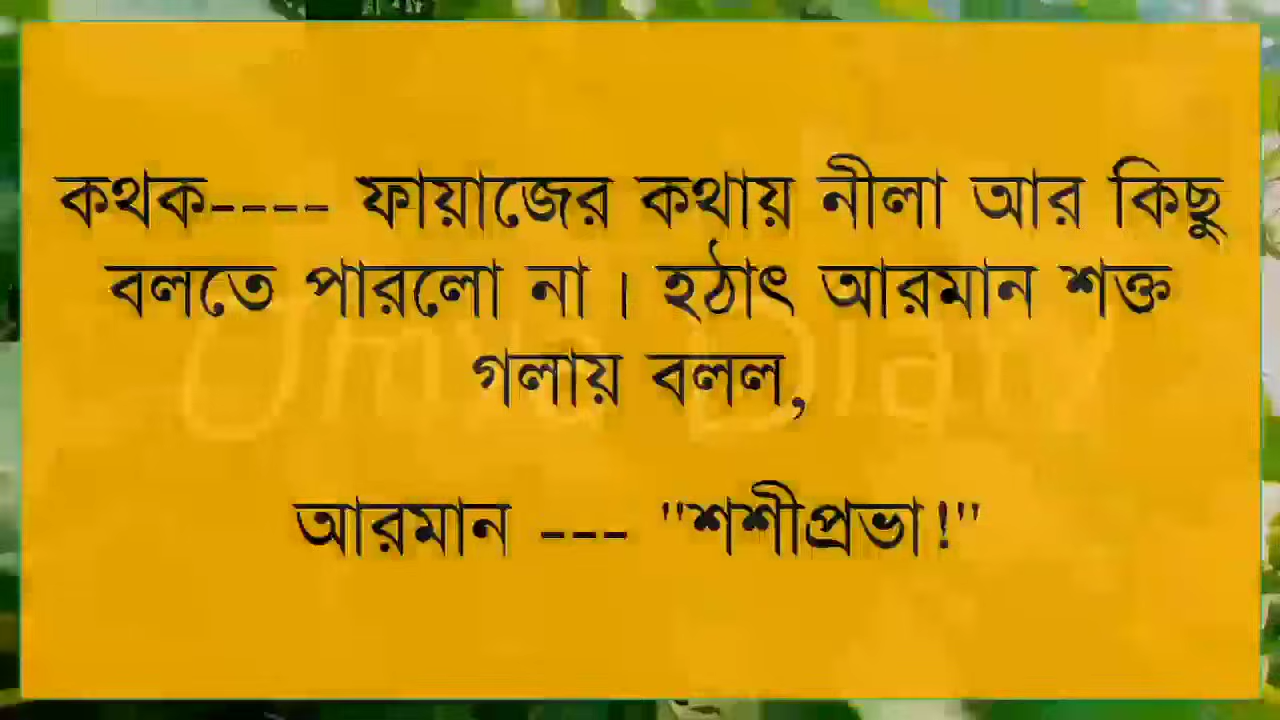 কথক---- ফায়াজের কথায় নীলা আর কিছু
বলতে পারলো না। হঠাৎ আরমান শক্ত
গলায় বলল,
আরমান --- "শশীপ্রভা!"